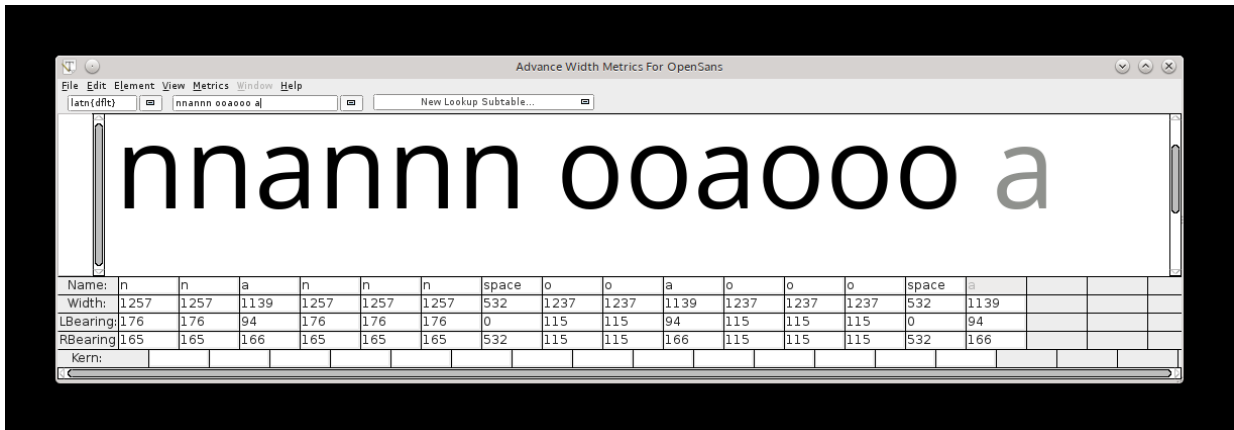 Advance Width Metrics For OpenSans
File Edit Element View Metrics Window Help
latn{dflt} nnannn ooaooo a New Lookup Subtable...
nnannn ooaooo a
Name: n n a n n n space o o a o o o space a
Width: 1257 1257 1139 1257 1257 1257 532 1237 1237 1139 1237 1237 1237 532 1139
LBearing: 176 176 94 176 176 176 0 115 115 94 115 115 115 0 94
RBearing 165 165 166 165 165 165 532 115 115 166 115 115 115 532 166
Kern: